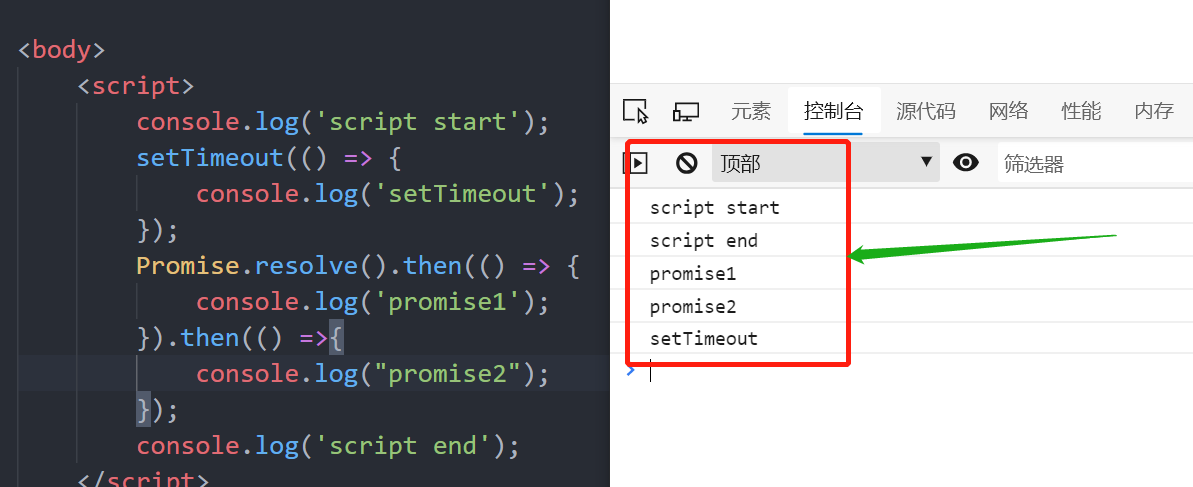 <body>
<script>
console.log('script start');
setTimeout(() => {
console.log('setTimeout');
});
Promise.resolve().then(() => {
console.log('promise1');
}).then(() =>{
console.log("promise2");
});
console.log('script end');
</script>
元素 控制台 源代码 网络 性能 内存
顶部 筛选器
script start
script end
promise1
promise2
setTimeout